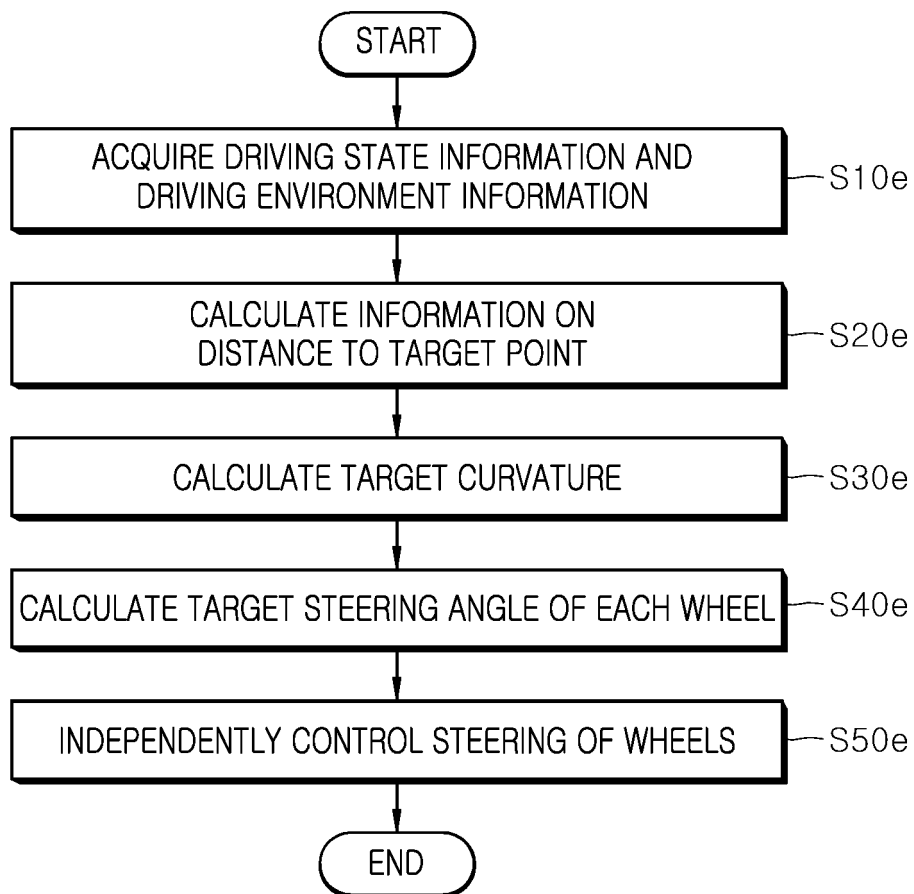 START
ACQUIRE DRIVING STATE INFORMATION AND
DRIVING ENVIRONMENT INFORMATION
S10e
CALCULATE INFORMATION ON
DISTANCE TO TARGET POINT
S20e
CALCULATE TARGET CURVATURE
S30e
CALCULATE TARGET STEERING ANGLE OF EACH WHEEL
S40e
INDEPENDENTLY CONTROL STEERING OF WHEELS
S50e
END